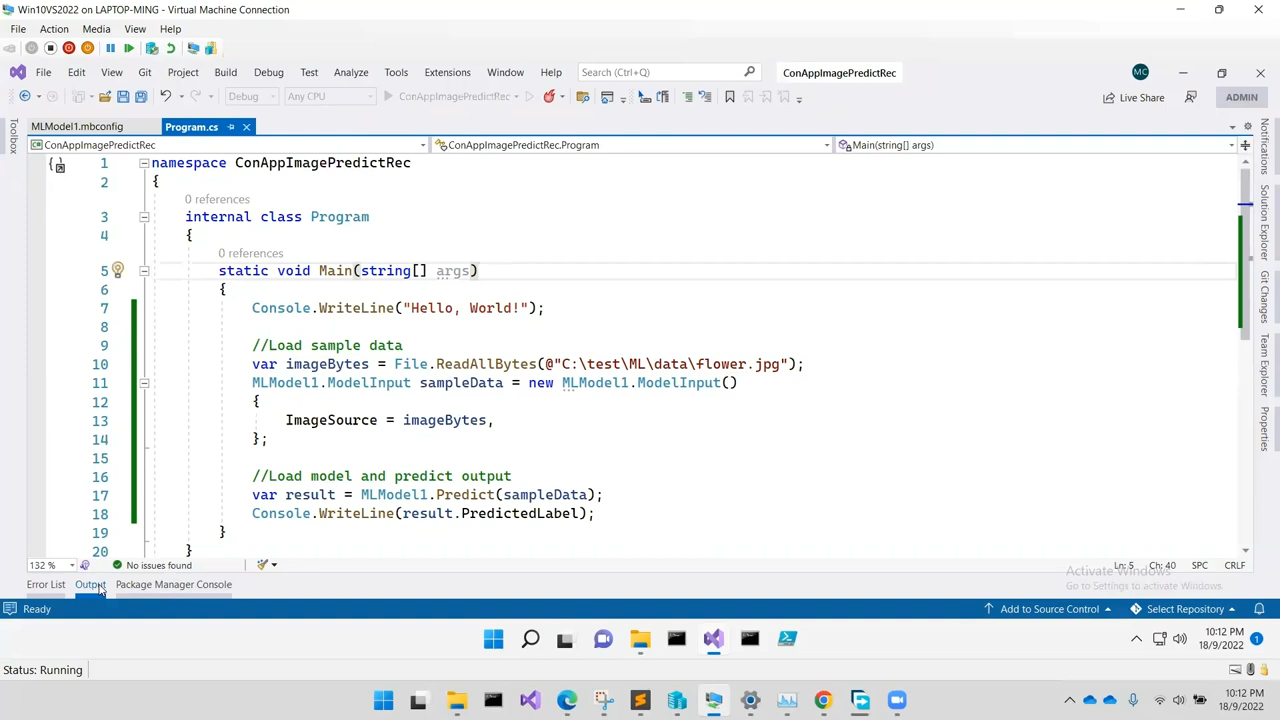 Win10VS2022 on LAPTOP-MING - Virtual Machine Connection
File Action Media View Help
File Edit View Git Project Build Debug Test Analyze Tools Extensions Window Help Search (Ctrl+Q) ConAppImagePredictRec MC
Debug Any CPU ConAppImagePredictRec Live Share ADMIN
Toolbox
MLModel1.mbconfig Program.cs
ConAppImagePredictRec ConAppImagePredictRec.Program Main(string[] args)
1 namespace ConAppImagePredictRec
2 {
0 references
3 internal class Program
4 {
0 references
5 static void Main(string[] args)
6 {
7 Console.WriteLine("Hello, World!");
8
9 //Load sample data
10 var imageBytes = File.ReadAllBytes(@"C:\test\ML\data\flower.jpg");
11 MLModel1.ModelInput sampleData = new MLModel1.ModelInput()
12 {
13 ImageSource = imageBytes,
14 };
15
16 //Load model and predict output
17 var result = MLModel1.Predict(sampleData);
18 Console.WriteLine(result.PredictedLabel);
19 }
20 }
Notifications
Solution Explorer
Git Changes
Team Explorer
Properties
132 % No issues found Ln: 5 Ch: 40 SPC CRLF
Activate Windows
Go to Settings to activate Windows.
Error List Output Package Manager Console
Ready Add to Source Control Select Repository
10:12 PM
18/9/2022
1
Status: Running
10:12 PM
18/9/2022